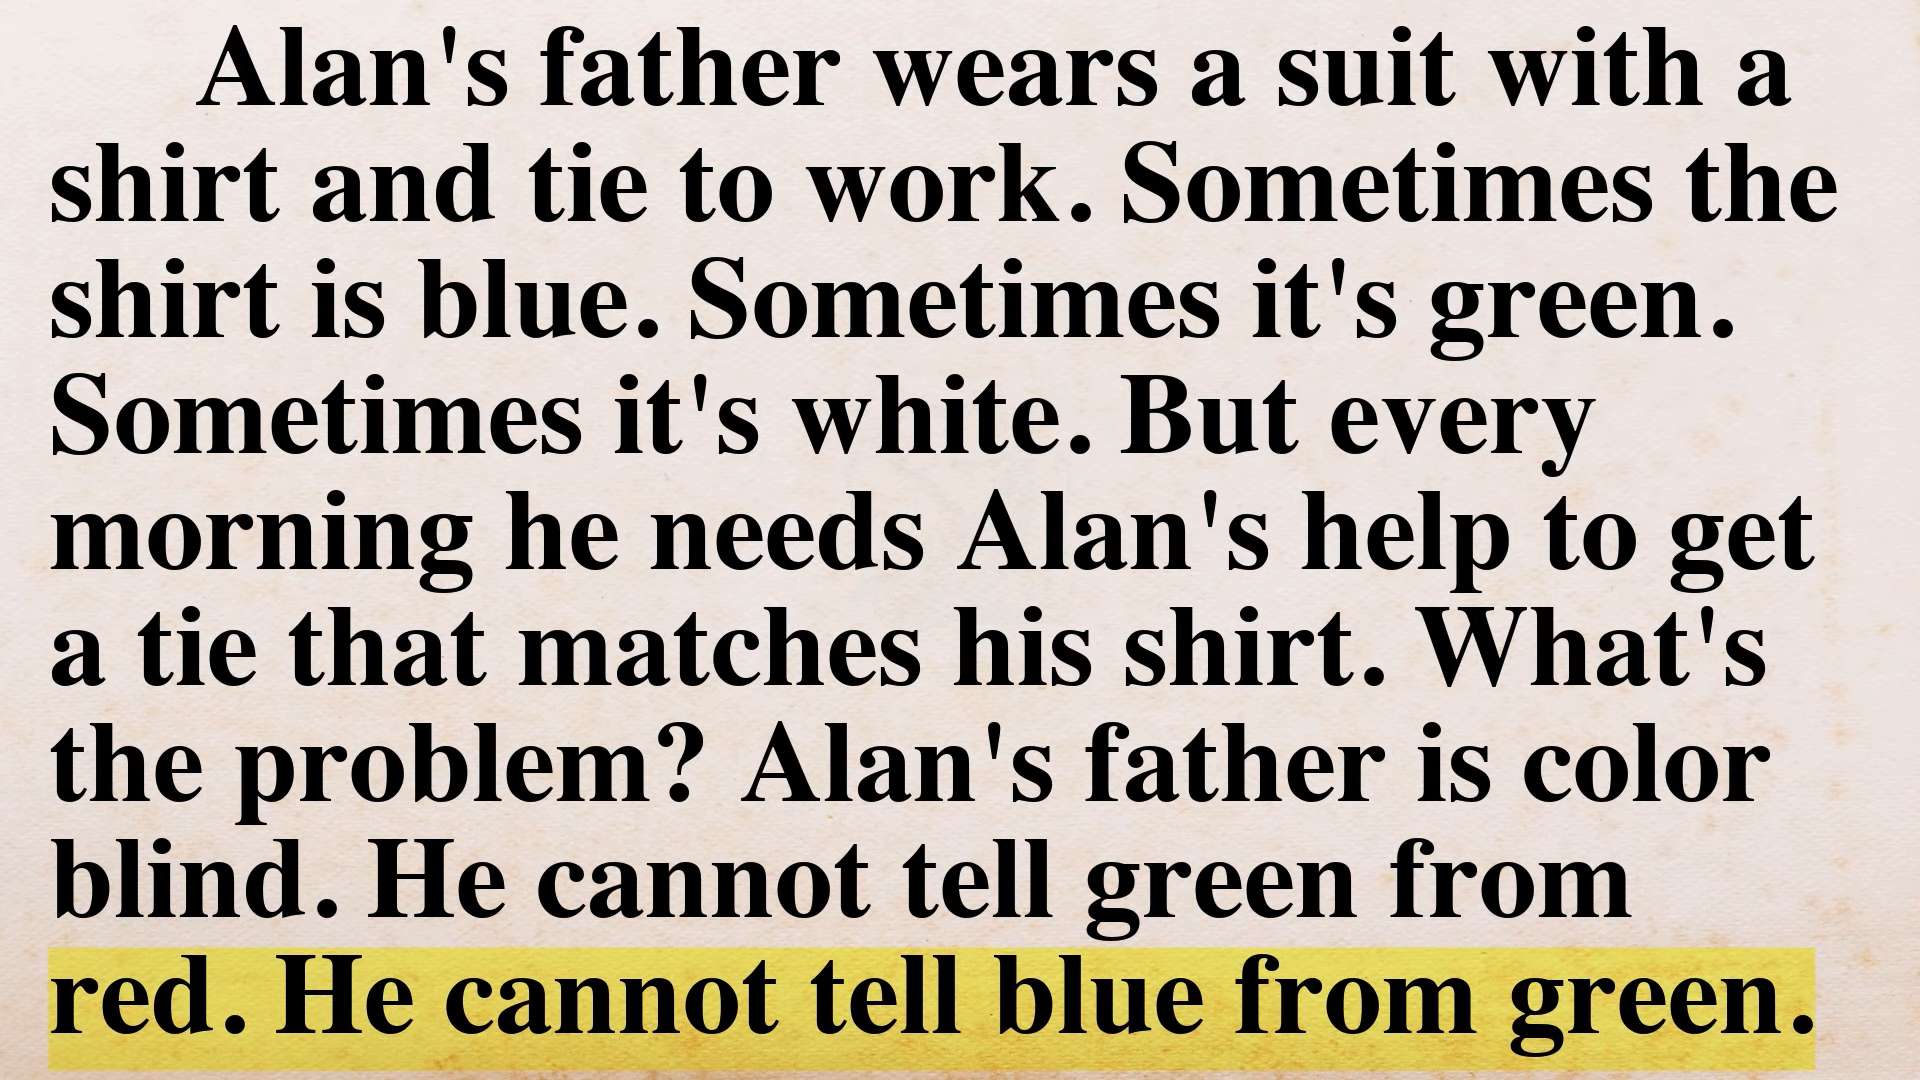 Alan's father wears a suit with a
shirt and tie to work. Sometimes the
shirt is blue. Sometimes it's green.
Sometimes it's white. But every
morning he needs Alan's help to get
a tie that matches his shirt. What's
the problem? Alan's father is color
blind. He cannot tell green from
red. He cannot tell blue from green.